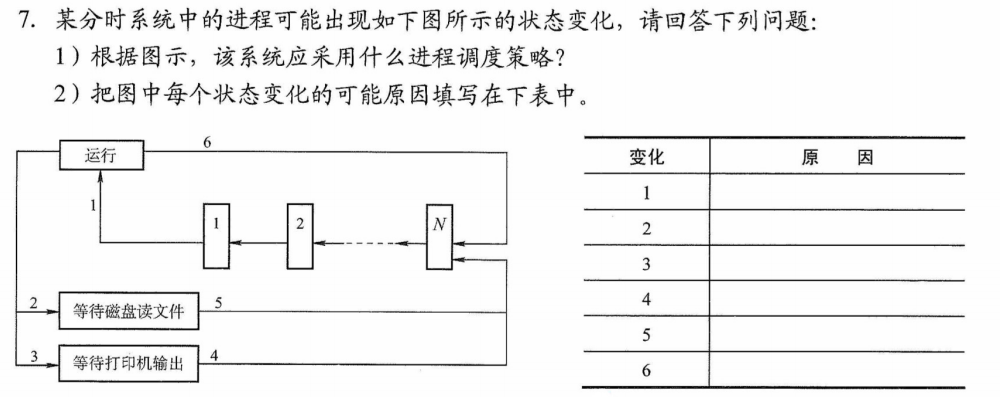 7. 某分时系统中的进程可能出现如下图所示的状态变化，请回答下列问题：
1）根据图示，该系统应采用什么进程调度策略？
2）把图中每个状态变化的可能原因填写在下表中。
运行
6
1
1
2
N
2
等待磁盘读文件
5
3
等待打印机输出
4
变化 原 因
1
2
3
4
5
6